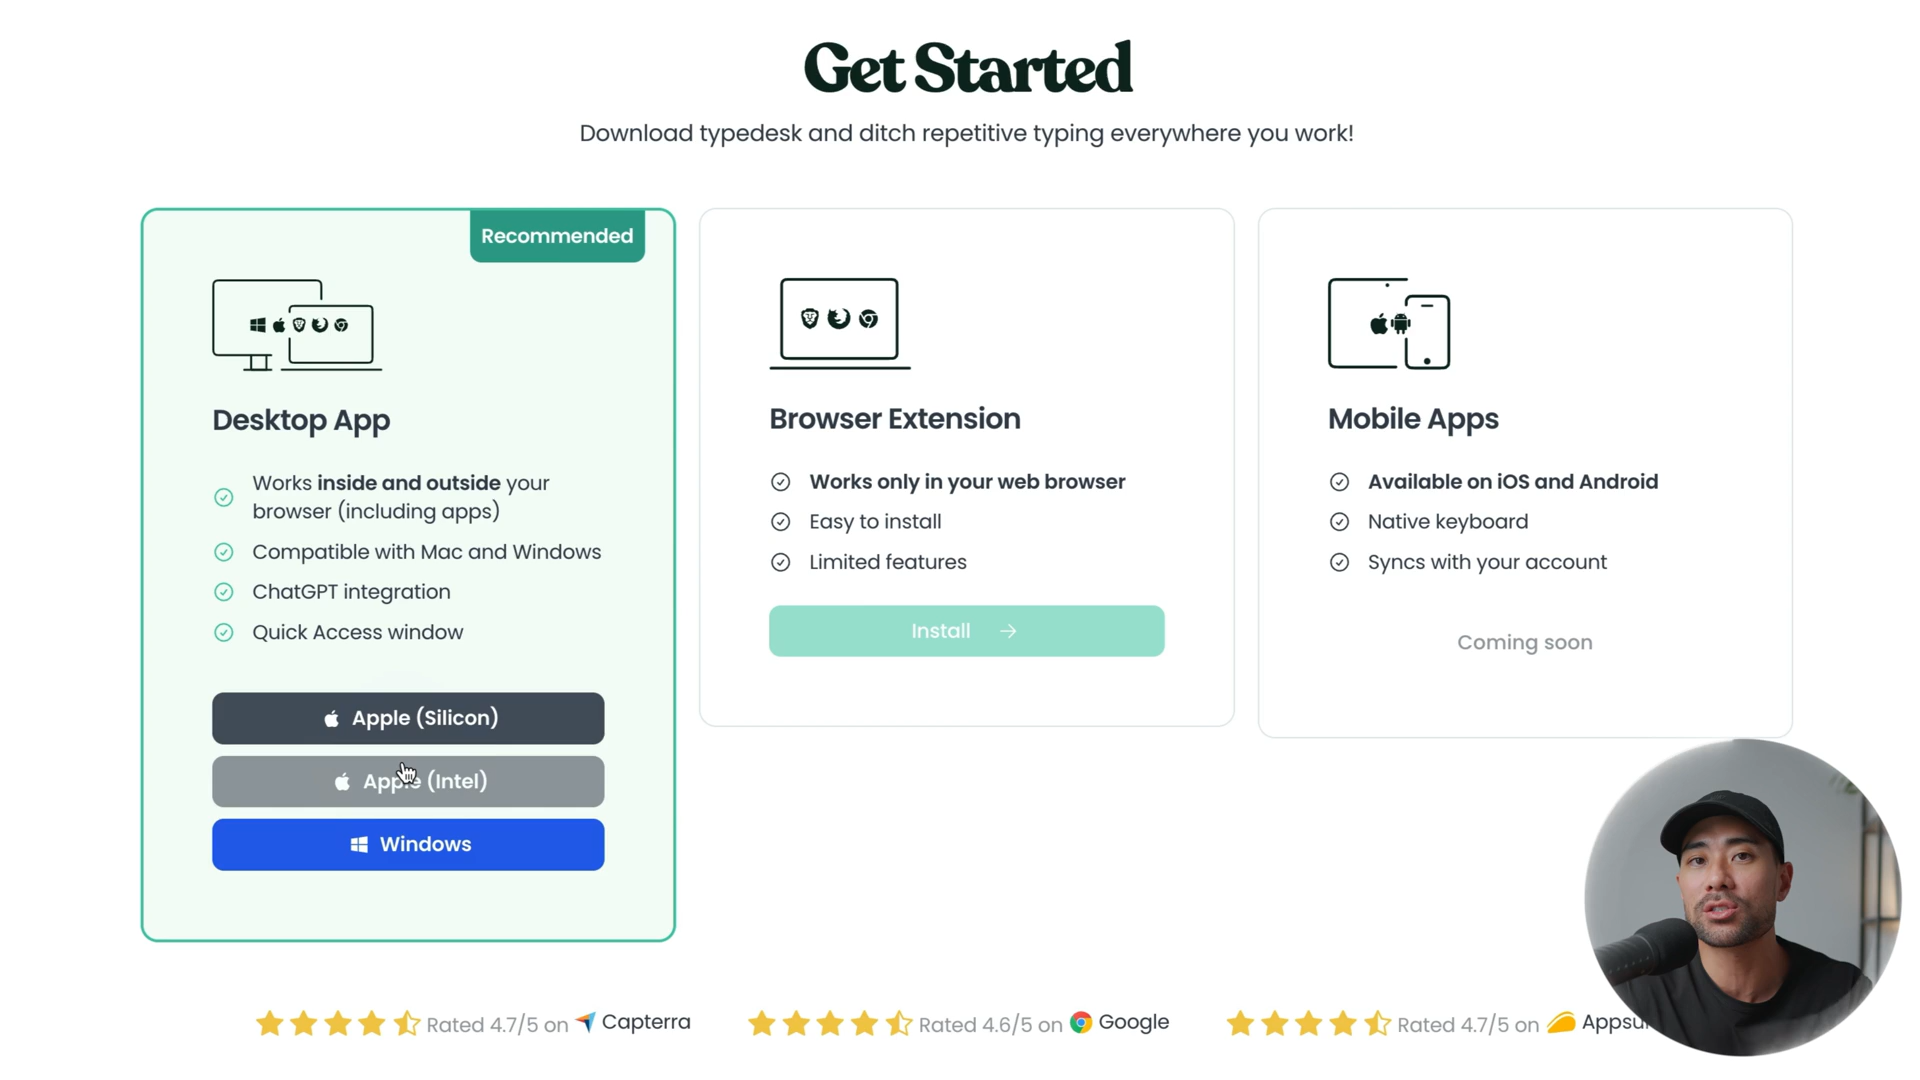 Get Started
Download typedesk and ditch repetitive typing everywhere you work!
Recommended
Desktop App
Works inside and outside your
browser (including apps)
Compatible with Mac and Windows
ChatGPT integration
Quick Access window
Apple (Silicon)
Apple (Intel)
Windows
Browser Extension
Works only in your web browser
Easy to install
Limited features
Install
Mobile Apps
Available on iOS and Android
Native keyboard
Syncs with your account
Coming soon
Rated 4.7/5 on Capterra
Rated 4.6/5 on Google
Rated 4.7/5 on